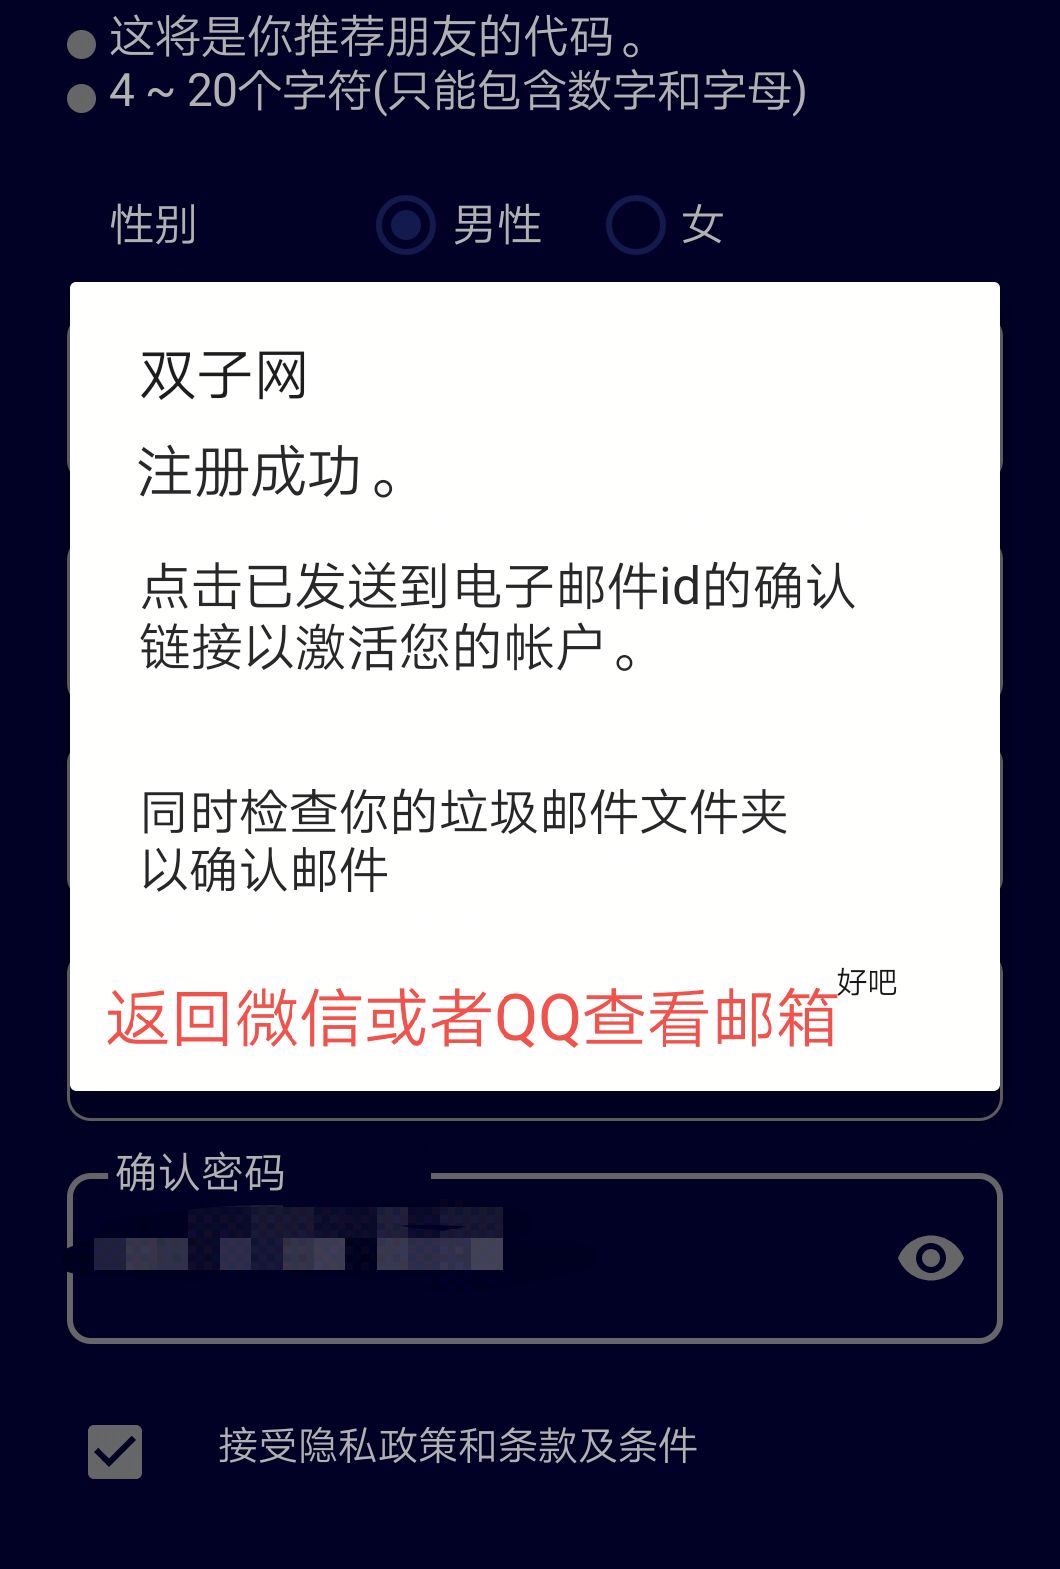 这将是你推荐朋友的代码。
4 ~ 20个字符(只能包含数字和字母)
性别 男性 女
双子网
注册成功。
点击已发送到电子邮件id的确认
链接以激活您的帐户。
同时检查你的垃圾邮件文件夹
以确认邮件
好吧
返回微信或者QQ查看邮箱
确认密码
接受隐私政策和条款及条件